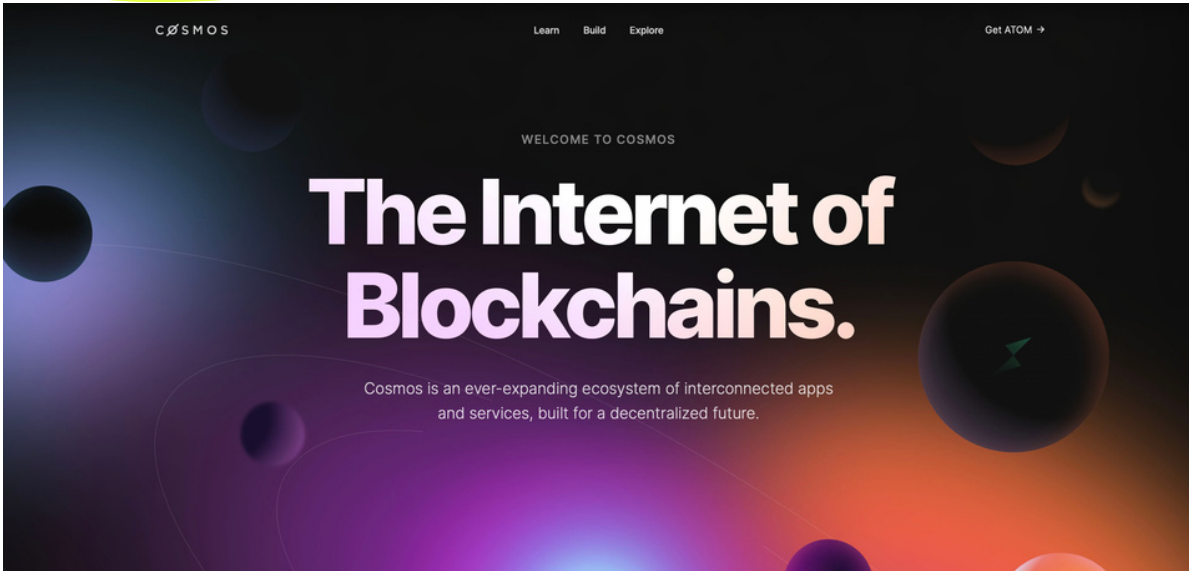 CØSMOS
Learn Build Explore
Get ATOM →
WELCOME TO COSMOS
The Internet of
Blockchains.
Cosmos is an ever-expanding ecosystem of interconnected apps
and services, built for a decentralized future.